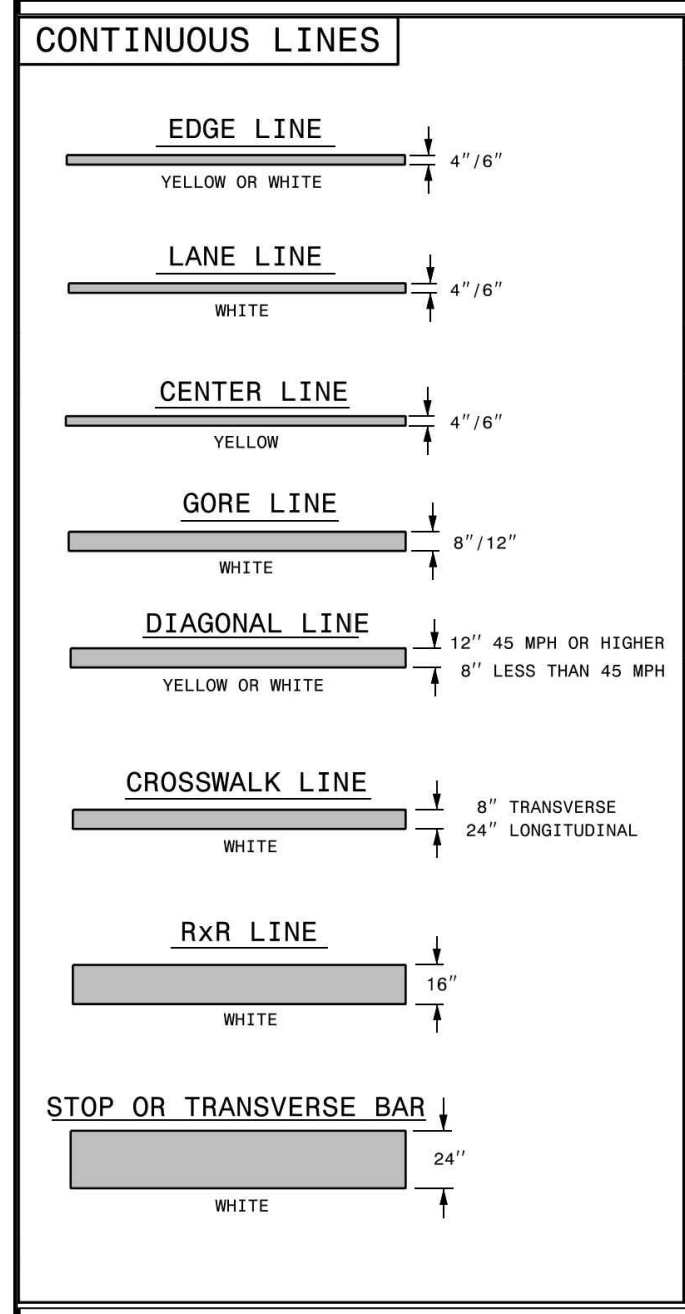 CONTINUOUS LINES
EDGE LINE
4"/6"
YELLOW OR WHITE
LANE LINE
4"/6"
WHITE
CENTER LINE
4"/6"
YELLOW
GORE LINE
8"/12"
WHITE
DIAGONAL LINE
12'' 45 MPH OR HIGHER
8'' LESS THAN 45 MPH
YELLOW OR WHITE
CROSSWALK LINE
8" TRANSVERSE
24" LONGITUDINAL
WHITE
RxR LINE
16"
WHITE
STOP OR TRANSVERSE BAR
24''
WHITE